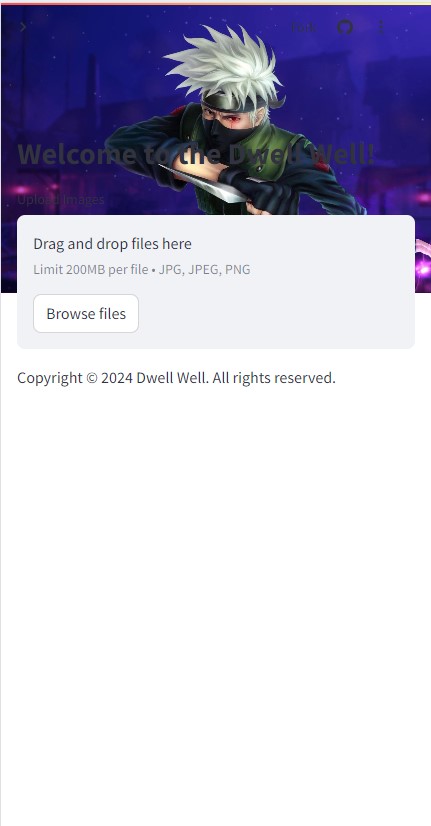 Fork
Welcome to the Dwell Well!
Upload Images
Drag and drop files here
Limit 200MB per file • JPG, JPEG, PNG
Browse files
Copyright © 2024 Dwell Well. All rights reserved.